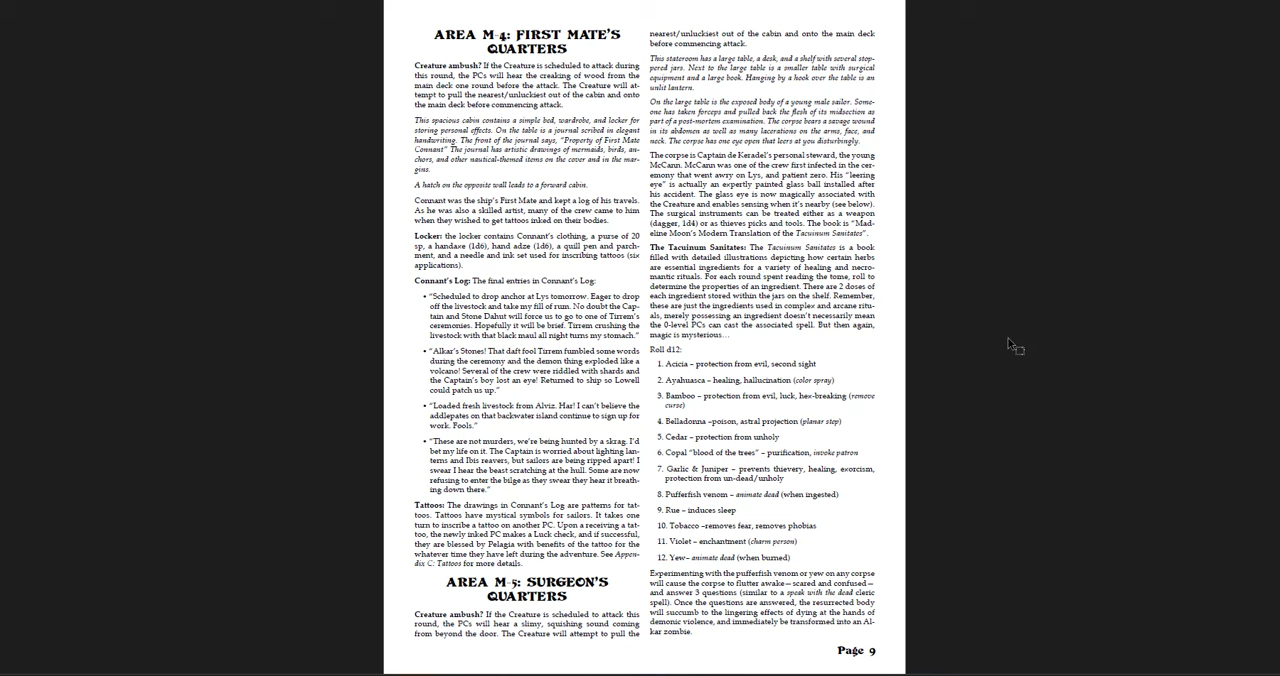 AREA M-4: FIRST MATE'S
QUARTERS
Creature ambush? If the Creature is scheduled to attack during
this round, the PCs will hear the creaking of wood from the
main deck one round before the attack. The Creature will at-
tempt to pull the nearest/unluckiest out of the cabin and onto
the main deck before commencing attack.
This spacious cabin contains a simple bed, wardrobe, and locker for
storing personal effects. On the table is a journal scribed in elegant
handwriting. The front of the journal says, "Property of First Mate
Connant" The journal has artistic drawings of mermaids, birds, an-
chors, and other nautical-themed items on the cover and in the mar-
gins.
A hatch on the opposite wall leads to a forward cabin.
Connant was the ship's First Mate and kept a log of his travels.
As he was also a skilled artist, many of the crew came to him
when they wished to get tattoos inked on their bodies.
Locker: the locker contains Connant's clothing, a purse of 20
sp, a handaxe (1d6), hand adze (1d6), a quill pen and parch-
ment, and a needle and ink set used for inscribing tattoos (six
applications).
Connant's Log: The final entries in Connant's Log:
• "Scheduled to drop anchor at Lys tomorrow. Eager to drop
off the livestock and take my fill of rum. No doubt the Cap-
tain and Stone Dahut will force us to go to one of Tirrem's
ceremonies. Hopefully it will be brief. Tirrem crushing the
livestock with that black maul all night turns my stomach."
• "Alkar's Stones! That daft fool Tirrem fumbled some words
during the ceremony and the demon thing exploded like a
volcano! Several of the crew were riddled with shards and
the Captain's boy lost an eye! Returned to ship so Lowell
could patch us up."
• "Loaded fresh livestock from Alviz. Har! I can't believe the
addlepates on that backwater island continue to sign up for
work. Fools."
• "These are not murders, we're being hunted by a skrag. I'd
bet my life on it. The Captain is worried about lighting lan-
terns and Ibis reavers, but sailors are being ripped apart! I
swear I hear the beast scratching at the hull. Some are now
refusing to enter the bilge as they swear they hear it breath-
ing down there."
Tattoos: The drawings in Connant's Log are patterns for tat-
toos. Tattoos have mystical symbols for sailors. It takes one
turn to inscribe a tattoo on another PC. Upon a receiving a tat-
too, the newly inked PC makes a Luck check, and if successful,
they are blessed by Pelagia with benefits of the tattoo for the
whatever time they have left during the adventure. See Appen-
dix C: Tattoos for more details.
AREA M-5: SURGEON'S
QUARTERS
Creature ambush? If the Creature is scheduled to attack this
round, the PCs will hear a slimy, squishing sound coming
from beyond the door. The Creature will attempt to pull the
nearest/unluckiest out of the cabin and onto the main deck
before commencing attack.
This stateroom has a large table, a desk, and a shelf with several stop-
pered jars. Next to the large table is a smaller table with surgical
equipment and a large book. Hanging by a hook over the table is an
unlit lantern.
On the large table is the exposed body of a young male sailor. Some-
one has taken forceps and pulled back the flesh of its midsection as
part of a post-mortem examination. The corpse bears a savage wound
in its abdomen as well as many lacerations on the arms, face, and
neck. The corpse has one eye open that leers at you disturbingly.
The corpse is Captain de Keradel's personal steward, the young
McCann. McCann was one of the crew first infected in the cer-
emony that went awry on Lys, and patient zero. His "leering
eye" is actually an expertly painted glass ball installed after
his accident. The glass eye is now magically associated with
the Creature and enables sensing when it's nearby (see below).
The surgical instruments can be treated either as a weapon
(dagger, 1d4) or as thieves picks and tools. The book is "Mad-
eline Moon's Modern Translation of the Tacuinum Sanitates".
The Tacuinum Sanitates: The Tacuinum Sanitates is a book
filled with detailed illustrations depicting how certain herbs
are essential ingredients for a variety of healing and necro-
mantic rituals. For each round spent reading the tome, roll to
determine the properties of an ingredient. There are 2 doses of
each ingredient stored within the jars on the shelf. Remember,
these are just the ingredients used in complex and arcane ritu-
als, merely possessing an ingredient doesn't necessarily mean
the 0-level PCs can cast the associated spell. But then again,
magic is mysterious…
Roll d12:
1. Acicia – protection from evil, second sight
2. Ayahuasca – healing, hallucination (color spray)
3. Bamboo – protection from evil, luck, hex-breaking (remove
curse)
4. Belladonna –poison, astral projection (planar step)
5. Cedar – protection from unholy
6. Copal "blood of the trees" – purification, invoke patron
7. Garlic & Juniper – prevents thievery, healing, exorcism,
protection from un-dead/unholy
8. Pufferfish venom – animate dead (when ingested)
9. Rue – induces sleep
10. Tobacco –removes fear, removes phobias
11. Violet – enchantment (charm person)
12. Yew– animate dead (when burned)
Experimenting with the pufferfish venom or yew on any corpse
will cause the corpse to flutter awake—scared and confused—
and answer 3 questions (similar to a speak with the dead cleric
spell). Once the questions are answered, the resurrected body
will succumb to the lingering effects of dying at the hands of
demonic violence, and immediately be transformed into an Al-
kar zombie.
Page 9